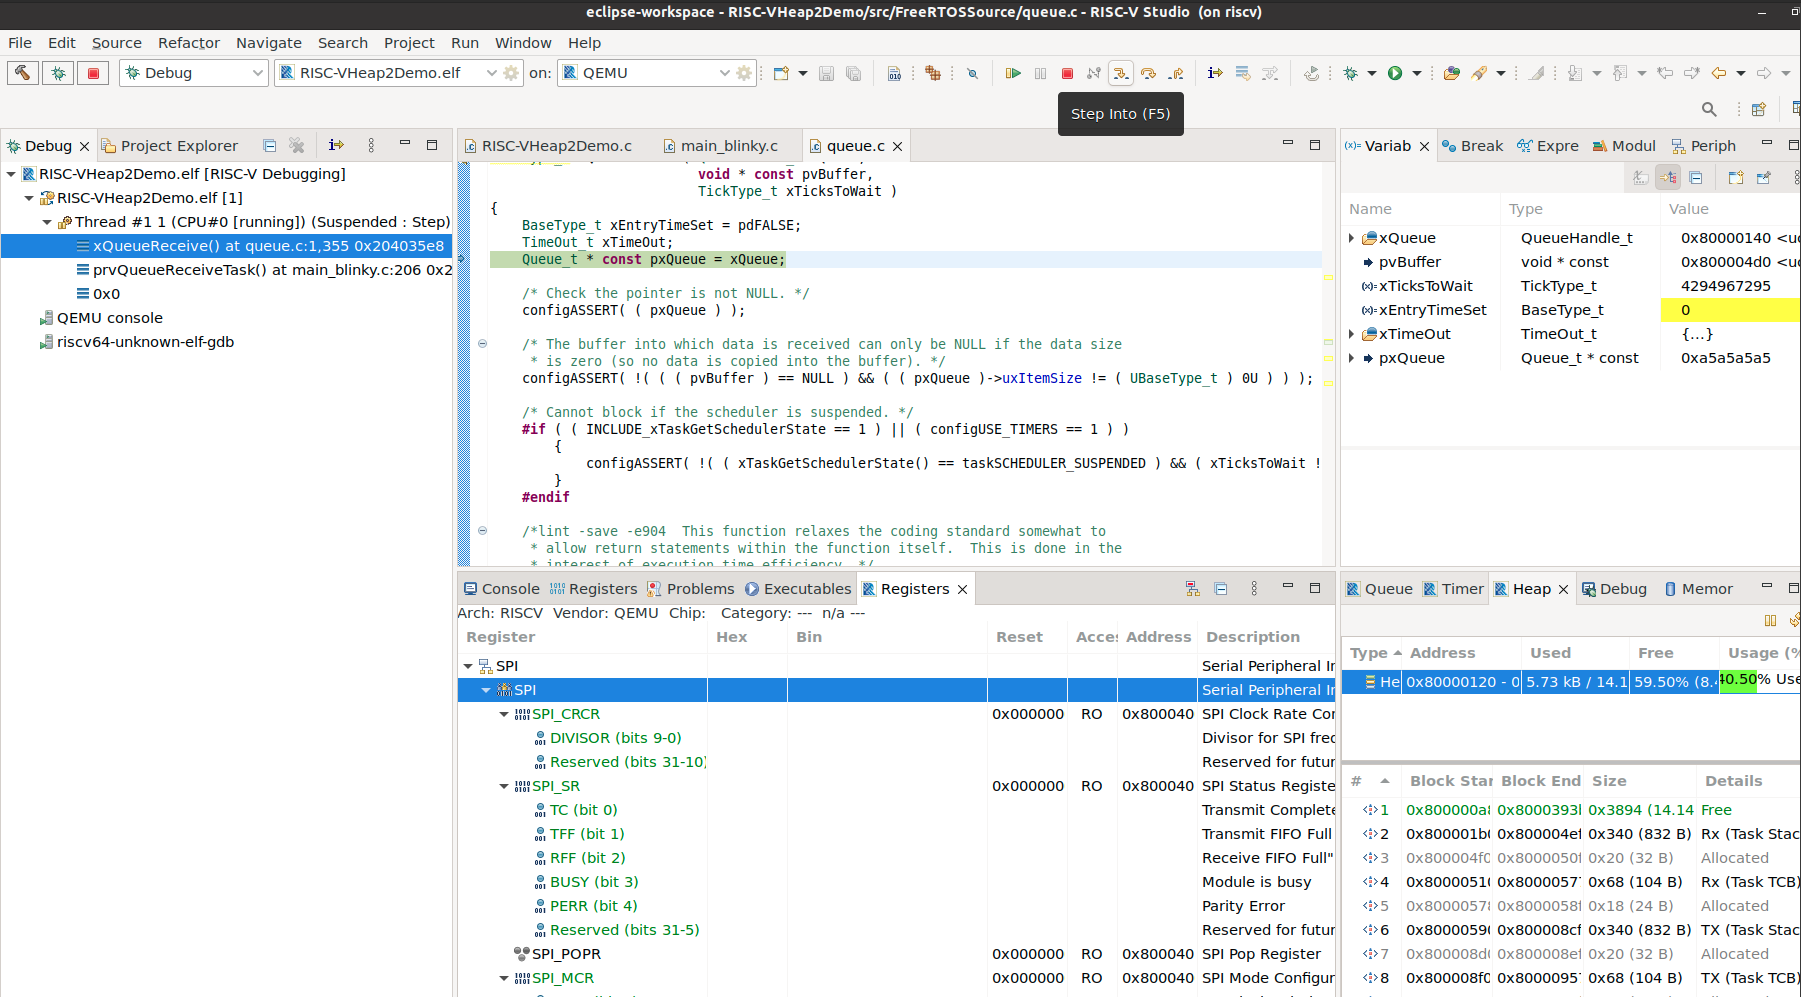 eclipse-workspace - RISC-VHeap2Demo/src/FreeRTOSSource/queue.c - RISC-V Studio (on riscv)
File Edit Source Refactor Navigate Search Project Run Window Help
Debug RISC-VHeap2Demo.elf on: QEMU
Step Into (F5)
Debug Project Explorer
RISC-VHeap2Demo.elf [RISC-V Debugging]
RISC-VHeap2Demo.elf [1]
Thread #1 1 (CPU#0 [running]) (Suspended : Step)
xQueueReceive() at queue.c:1,355 0x204035e8
prvQueueReceiveTask() at main_blinky.c:206 0x2
0x0
QEMU console
riscv64-unknown-elf-gdb
RISC-VHeap2Demo.c main_blinky.c queue.c
void * const pvBuffer,
TickType_t xTicksToWait )
{
BaseType_t xEntryTimeSet = pdFALSE;
TimeOut_t xTimeOut;
Queue_t * const pxQueue = xQueue;
/* Check the pointer is not NULL. */
configASSERT( ( pxQueue ) );
/* The buffer into which data is received can only be NULL if the data size
* is zero (so no data is copied into the buffer). */
configASSERT( !( ( ( pvBuffer ) == NULL ) && ( ( pxQueue )->uxItemSize != ( UBaseType_t ) 0U ) ) );
/* Cannot block if the scheduler is suspended. */
#if ( ( INCLUDE_xTaskGetSchedulerState == 1 ) || ( configUSE_TIMERS == 1 ) )
{
configASSERT( !( ( xTaskGetSchedulerState() == taskSCHEDULER_SUSPENDED ) && ( xTicksToWait !
}
#endif
/*lint -save -e904 This function relaxes the coding standard somewhat to
* allow return statements within the function itself. This is done in the
* interest of execution time efficiency. */
Variab Break Expre Modul Periph
Name Type Value
xQueue QueueHandle_t 0x80000140 <u
pvBuffer void * const 0x800004d0 <u
xTicksToWait TickType_t 4294967295
xEntryTimeSet BaseType_t 0
xTimeOut TimeOut_t {...}
pxQueue Queue_t * const 0xa5a5a5a5
Console Registers Problems Executables Registers
Arch: RISCV Vendor: QEMU Chip: Category: --- n/a ---
Register Hex Bin Reset Acce Address Description
SPI Serial Peripheral
SPI Serial Peripheral
SPI_CRCR 0x000000 RO 0x800040 SPI Clock Rate
DIVISOR (bits 9-0) Divisor for SPI
Reserved (bits 31-10) Reserved for
SPI_SR 0x000000 RO 0x800040 SPI Status Registe
TC (bit 0) Transmit Complete
TFF (bit 1) Transmit FIFO Full
RFF (bit 2) Receive FIFO Full"
BUSY (bit 3) Module is busy
PERR (bit 4) Parity Error
Reserved (bits 31-5) Reserved for
SPI_POPR 0x000000 RO 0x800040 SPI Pop Register
SPI_MCR 0x000000 RO 0x800040 SPI Mode Configur
Queue Timer Heap Debug Memor
Type Address Used Free Usage (%
He 0x80000120 - 0 5.73 kB / 14.1 59.50% (8. 40.50% Use
# Block Star Block End Size Details
1 0x800000a 0x8000393 0x3894 (14.14 Free
2 0x800001b 0x800004e 0x340 (832 B) Rx (Task Stac
3 0x800004f 0x8000050 0x20 (32 B) Allocated
4 0x8000051 0x8000057 0x68 (104 B) Rx (Task TCB)
5 0x8000057 0x8000058 0x18 (24 B) Allocated
6 0x8000059 0x800008c 0x340 (832 B) TX (Task Stac
7 0x800008d 0x800008e 0x20 (32 B) Allocated
8 0x800008f 0x8000095 0x68 (104 B) TX (Task TCB)